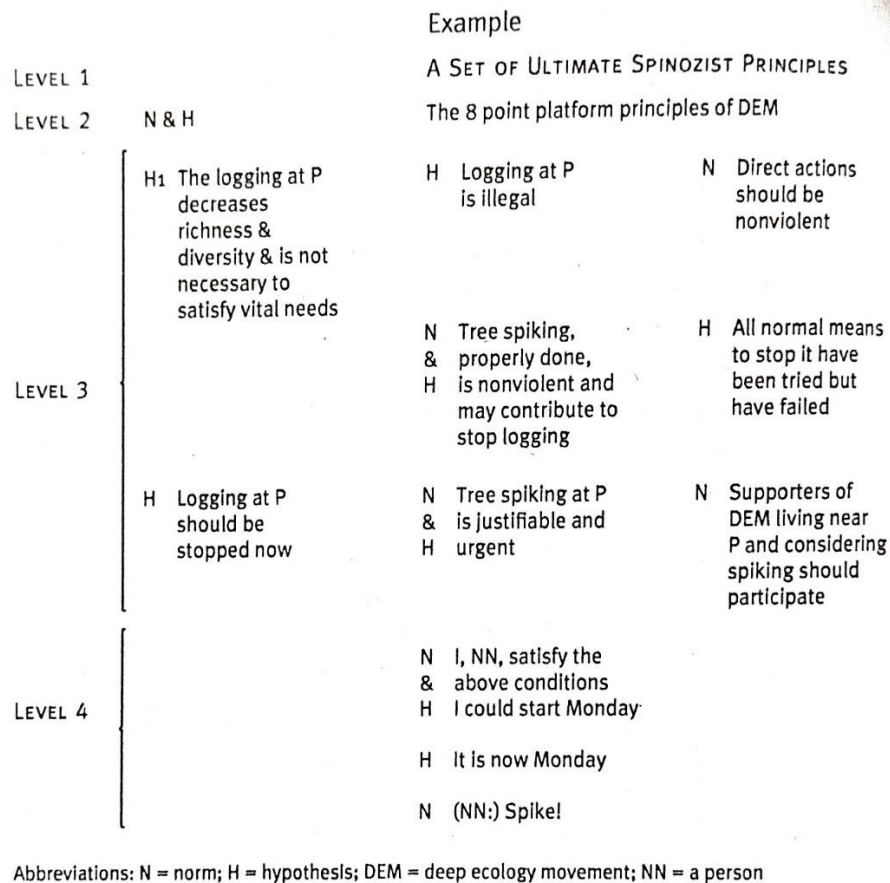 Example
LEVEL 1 A SET OF ULTIMATE SPINOZIST PRINCIPLES
LEVEL 2 N & H The 8 point platform principles of DEM
LEVEL 3
H1 The logging at P
decreases
richness &
diversity & is not
necessary to
satisfy vital needs
H Logging at P
is illegal
N Direct actions
should be
nonviolent
N Tree spiking,
& properly done,
H is nonviolent and
may contribute to
stop logging
H All normal means
to stop it have
been tried but
have failed
H Logging at P
should be
stopped now
N Tree spiking at P
& is justifiable and
H urgent
N Supporters of
DEM living near
P and considering
spiking should
participate
LEVEL 4
N I, NN, satisfy the
& above conditions
H I could start Monday
H It is now Monday
N (NN:) Spike!
Abbreviations: N = norm; H = hypothesis; DEM = deep ecology movement; NN = a person